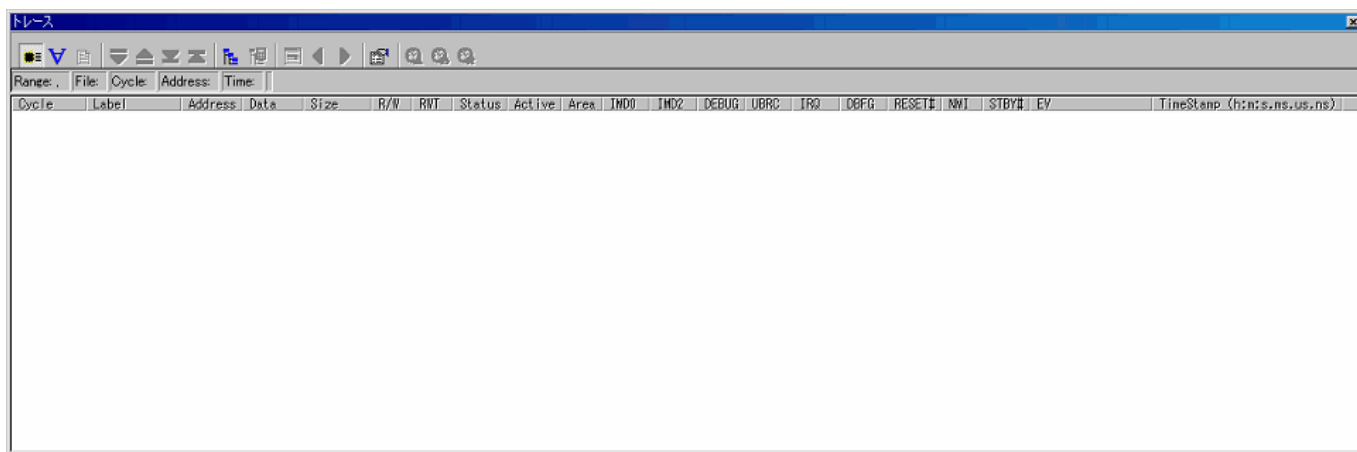 トレース
Range: , File: Cycle: Address: Time:
Cycle Label Address Data Size R/W RWT Status Active Area IMD0 IMD2 DEBUG UBRC IRQ DBFG RESET# NMI STBY# EV TimeStamp (h:m:s.ms.us.ns)